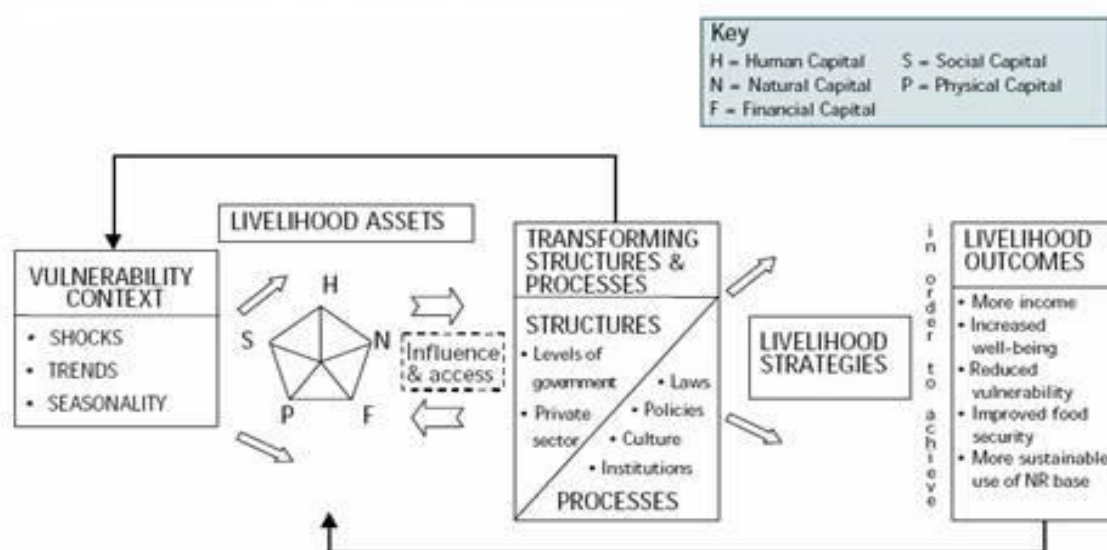 Key
H = Human Capital S = Social Capital
N = Natural Capital P = Physical Capital
F = Financial Capital
LIVELIHOOD ASSETS
VULNERABILITY
CONTEXT
• SHOCKS
• TRENDS
• SEASONALITY
H
S
N
P
F
Influence
& access
TRANSFORMING
STRUCTURES &
PROCESSES
STRUCTURES
• Levels of
government
• Private
sector
• Laws
• Policies
• Culture
• Institutions
PROCESSES
LIVELIHOOD
STRATEGIES
in order to achieve
LIVELIHOOD
OUTCOMES
• More income
• Increased
well-being
• Reduced
vulnerability
• Improved food
security
• More sustainable
use of NR base